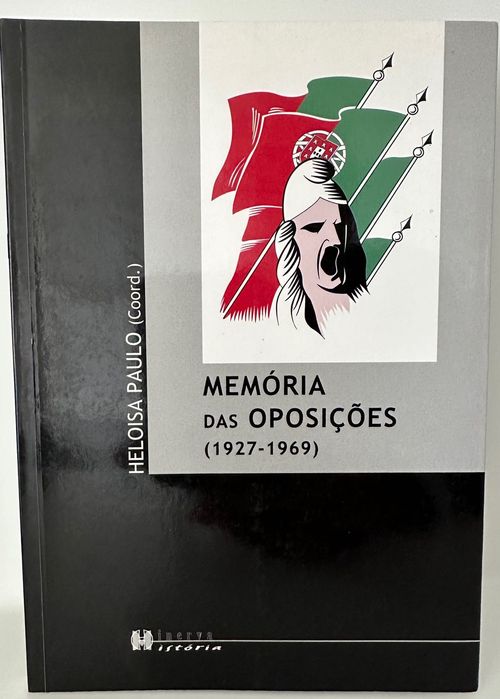 HELOISA PAULO (Coord.)
MEMÓRIA
DAS OPOSIÇÕES
(1927-1969)
Minerva
História